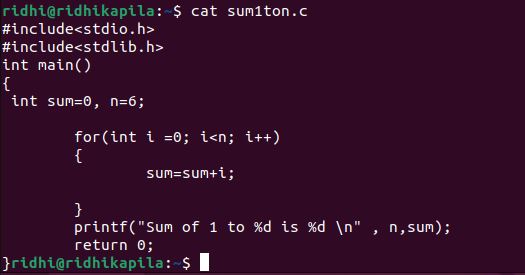 ridhi@ridhikapila:~$ cat sum1ton.c
#include<stdio.h>
#include<stdlib.h>
int main()
{
 int sum=0, n=6;

        for(int i =0; i<n; i++)
        {
                sum=sum+i;

        }
        printf("Sum of 1 to %d is %d \n" , n,sum);
        return 0;
}ridhi@ridhikapila:~$